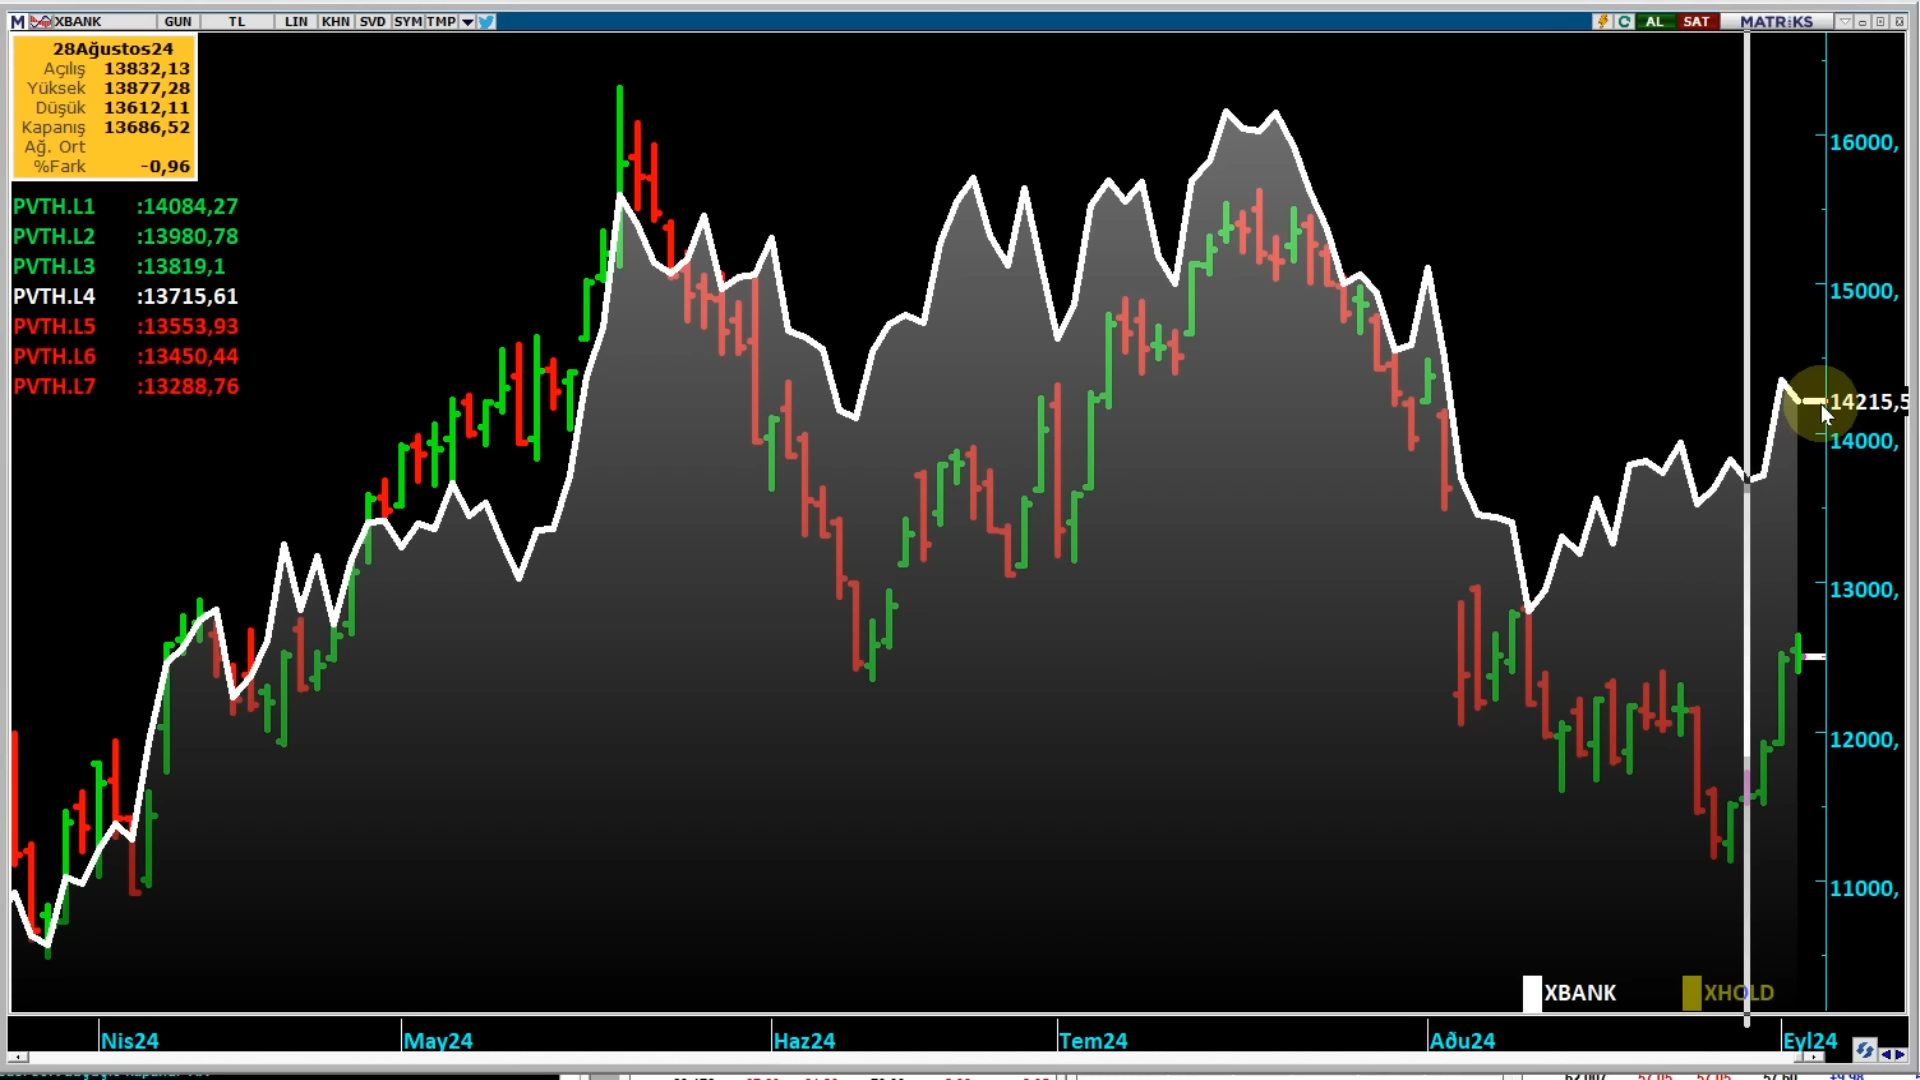 M XBANK GUN TL LIN KHN SVD SYM TMP AL SAT MATRiKS
28Ağustos24
Açılış 13832,13
Yüksek 13877,28
Düşük 13612,11
Kapanış 13686,52
Ağ. Ort
%Fark -0,96
PVTH.L1 :14084,27
PVTH.L2 :13980,78
PVTH.L3 :13819,1
PVTH.L4 :13715,61
PVTH.L5 :13553,93
PVTH.L6 :13450,44
PVTH.L7 :13288,76
16000,
15000,
14215,5
14000,
13000,
12000,
11000,
XBANK XHOLD
Nis24 May24 Haz24 Tem24 Aðu24 Eyl24